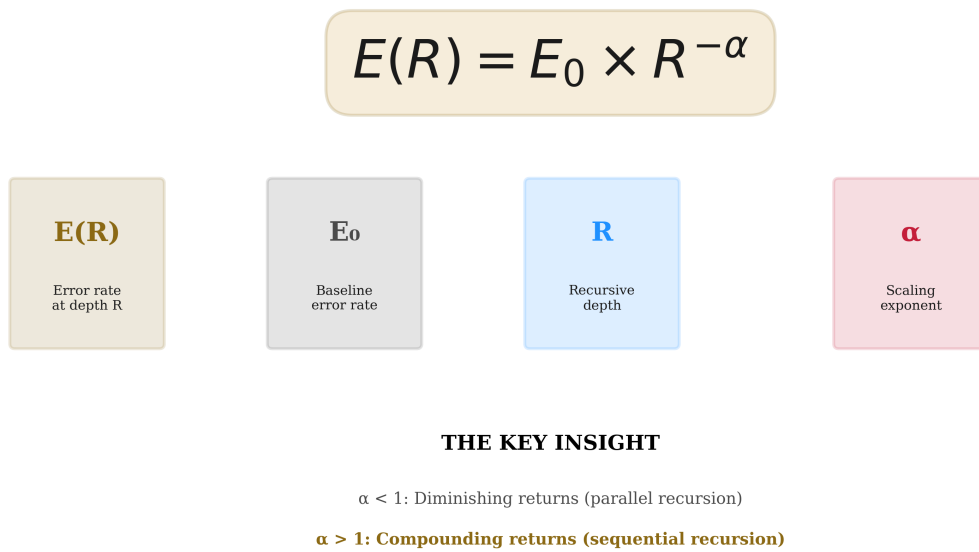 E(R) = E₀ × R^{-α}
E(R)
Error rate
at depth R
E₀
Baseline
error rate
R
Recursive
depth
α
Scaling
exponent
THE KEY INSIGHT
α < 1: Diminishing returns (parallel recursion)
α > 1: Compounding returns (sequential recursion)